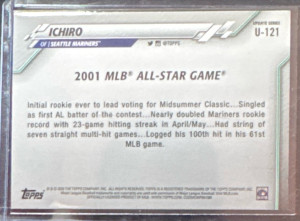 UPDATE SERIES
ICHIRO
U-121
OF / SEATTLE MARINERS®
@TOPPS
2001 MLB® ALL-STAR GAME®
Initial rookie ever to lead voting for Midsummer Classic...Singled
as first AL batter of the contest...Nearly doubled Mariners rookie
record with 23-game hitting streak in April/May...Had string of
seven straight multi-hit games...Logged his 100th hit in his 61st
MLB game.
TOPPS